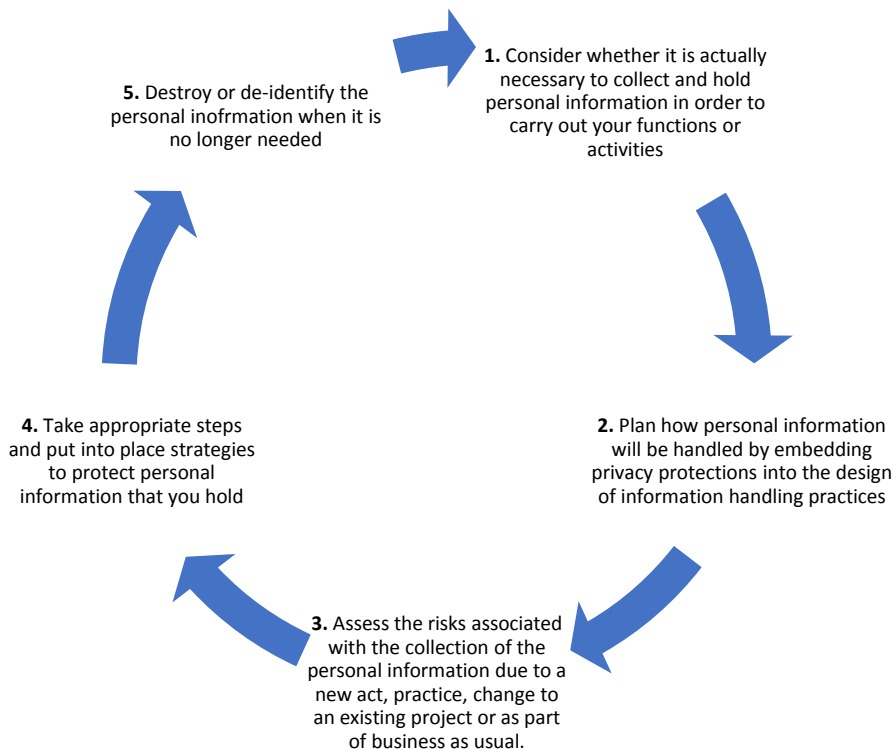 1. Consider whether it is actually
necessary to collect and hold
personal information in order to
carry out your functions or
activities
2. Plan how personal information
will be handled by embedding
privacy protections into the design
of information handling practices
3. Assess the risks associated
with the collection of the
personal information due to a
new act, practice, change to
an existing project or as part
of business as usual.
4. Take appropriate steps
and put into place strategies
to protect personal
information that you hold
5. Destroy or de-identify the
personal inofrmation when it is
no longer needed